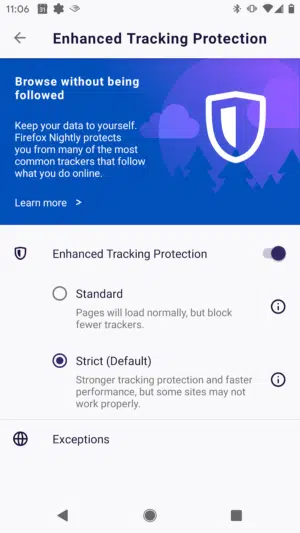 11:06
Enhanced Tracking Protection
Browse without being
followed
Keep your data to yourself.
Firefox Nightly protects
you from many of the most
common trackers that follow
what you do online.
Learn more >
Enhanced Tracking Protection
Standard
Pages will load normally, but block
fewer trackers.
Strict (Default)
Stronger tracking protection and faster
performance, but some sites may not
work properly.
Exceptions